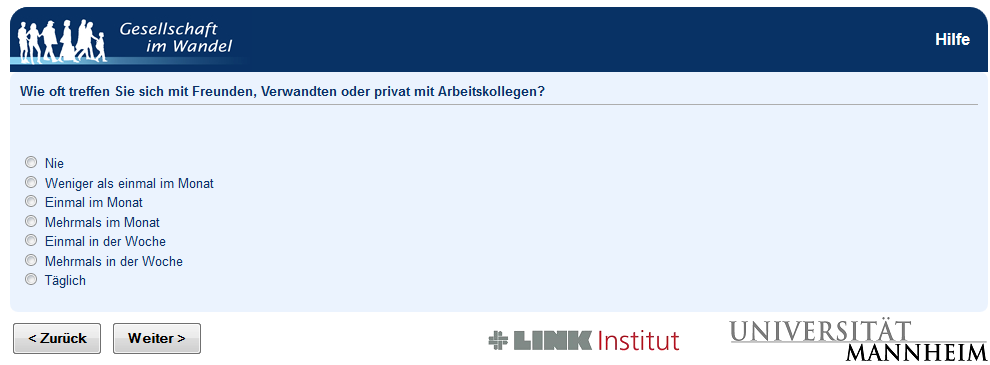 Gesellschaft
im Wandel
Hilfe
Wie oft treffen Sie sich mit Freunden, Verwandten oder privat mit Arbeitskollegen?
Nie
Weniger als einmal im Monat
Einmal im Monat
Mehrmals im Monat
Einmal in der Woche
Mehrmals in der Woche
Täglich
< Zurück
Weiter >
LINK Institut
UNIVERSITÄT
MANNHEIM